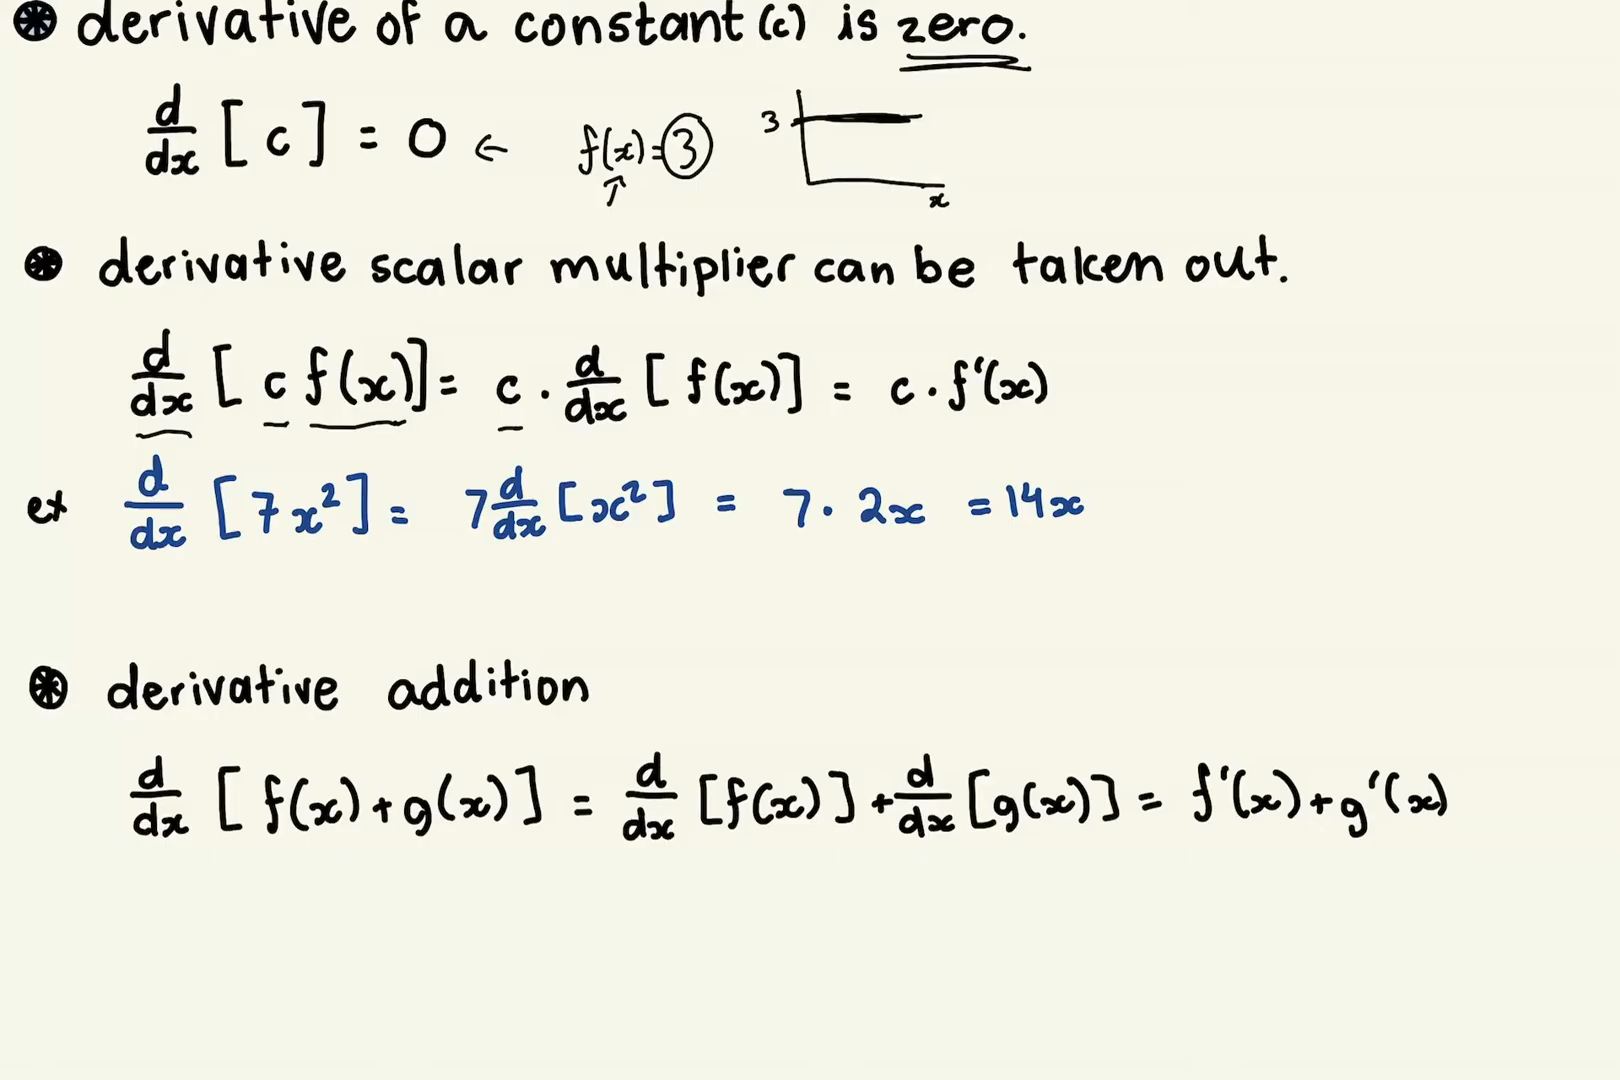 ⊛ derivative of a constant (c) is zero.
d/dx [ c ] = 0 ← f(x)=3 3 x
↑
⊛ derivative scalar multiplier can be taken out.
d/dx [ c f(x)] = c · d/dx [ f(x)] = c · f'(x)
ex d/dx [ 7x² ] = 7 d/dx [x²] = 7 · 2x = 14x
⊛ derivative addition
d/dx [ f(x) + g(x) ] = d/dx [f(x)] + d/dx [g(x)] = f'(x) + g'(x)